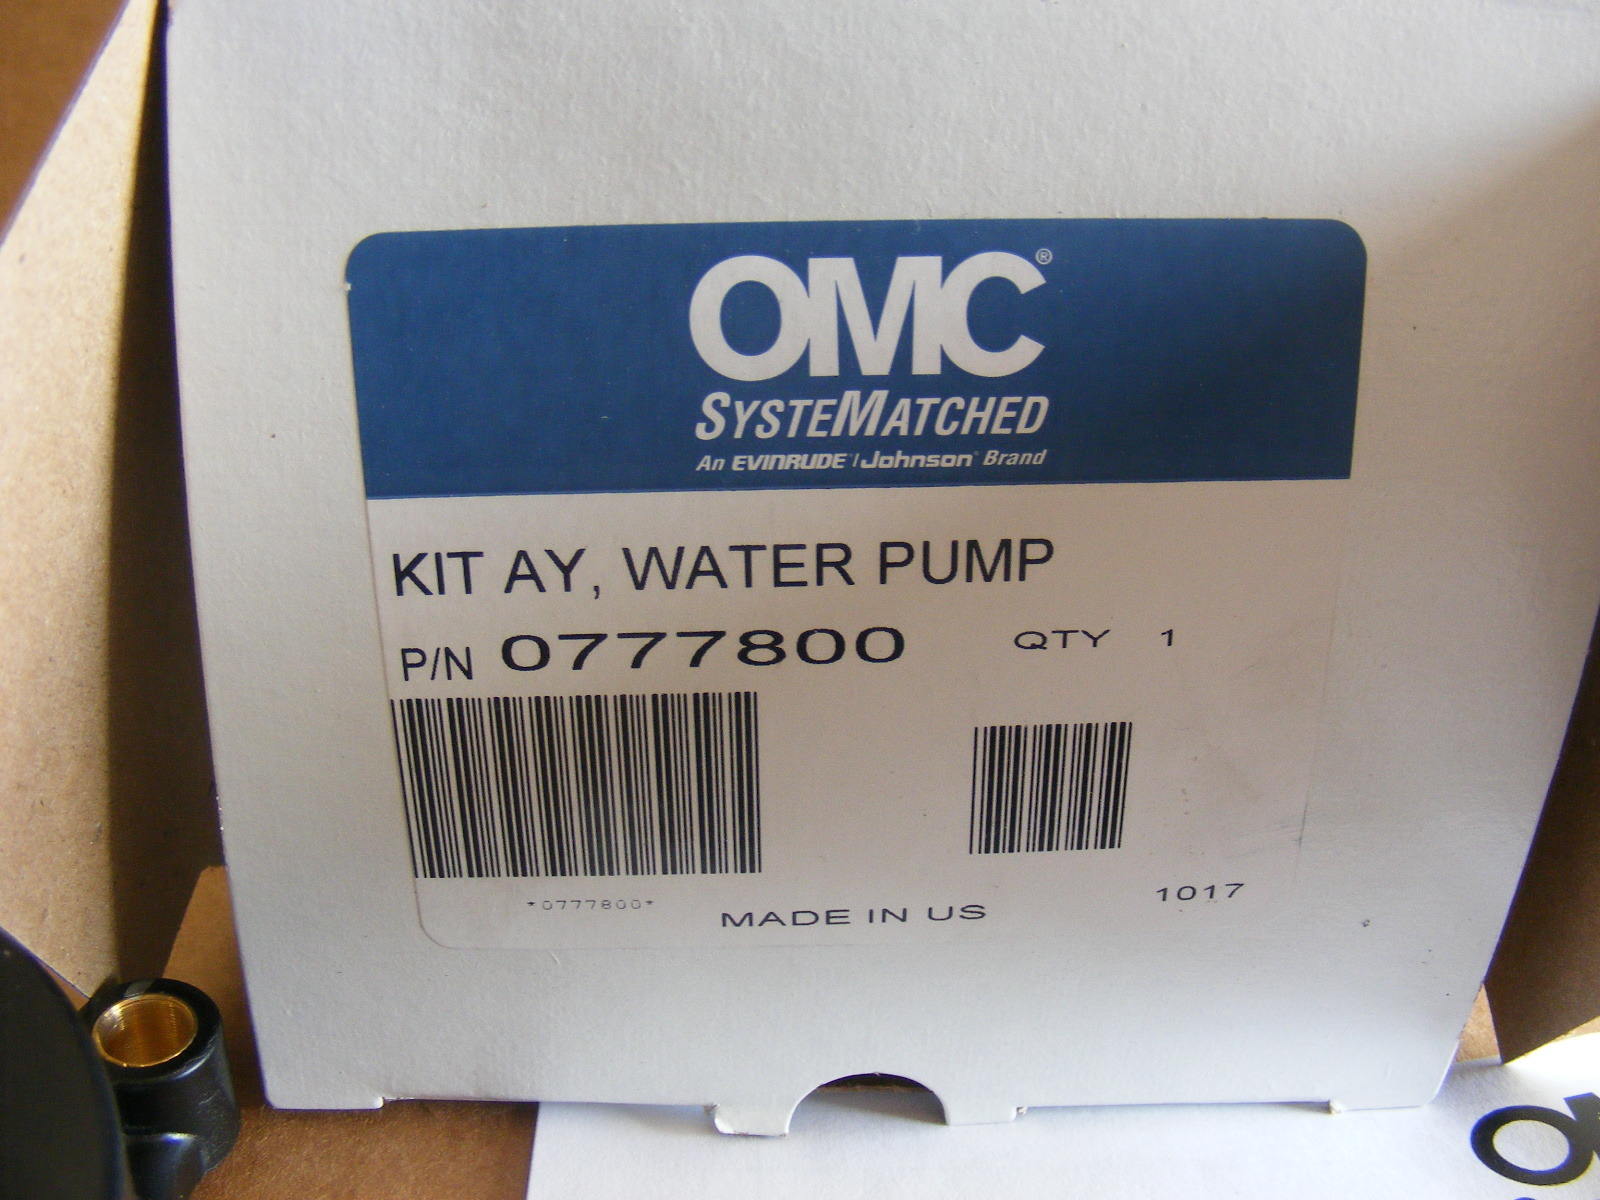 OMC®
SYSTEMATCHED
An EVINRUDE® / Johnson® Brand
KIT AY, WATER PUMP
P/N 0777800 QTY 1
*0777800*
MADE IN US
1017